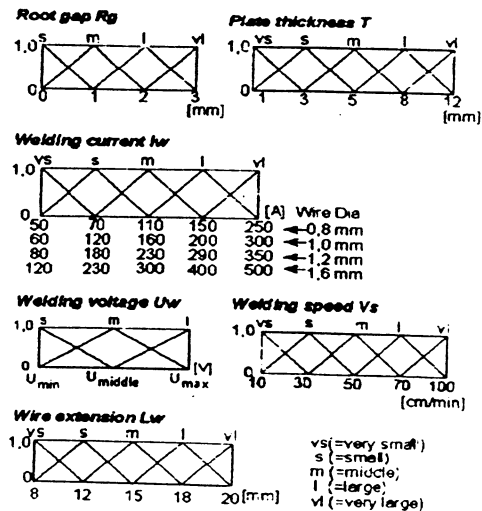 Root gap Rg
1,0 s m l vl
0
0 1 2 3
[mm]
Plate thickness T
1,0 vs s m l vl
0
1 3 5 8 12
[mm]
Welding current Iw
vs s m l vl
1,0
0
50 70 110 150 250 [A] Wire Dia
0,8 mm
60 120 160 200 300 1,0 mm
80 180 230 290 350 1,2 mm
120 230 300 400 500 1,6 mm
Welding voltage Uw
1,0 s m l
0
Umin Umiddle Umax [V]
Welding speed Vs
1,0 vs s m l vl
0
10 30 50 70 100
[cm/min]
Wire extension Lw
1,0 vs s m l vl
0
8 12 15 18 20 [mm]
vs (=very small)
s (=small)
m (=middle)
l (=large)
vl (=very large)